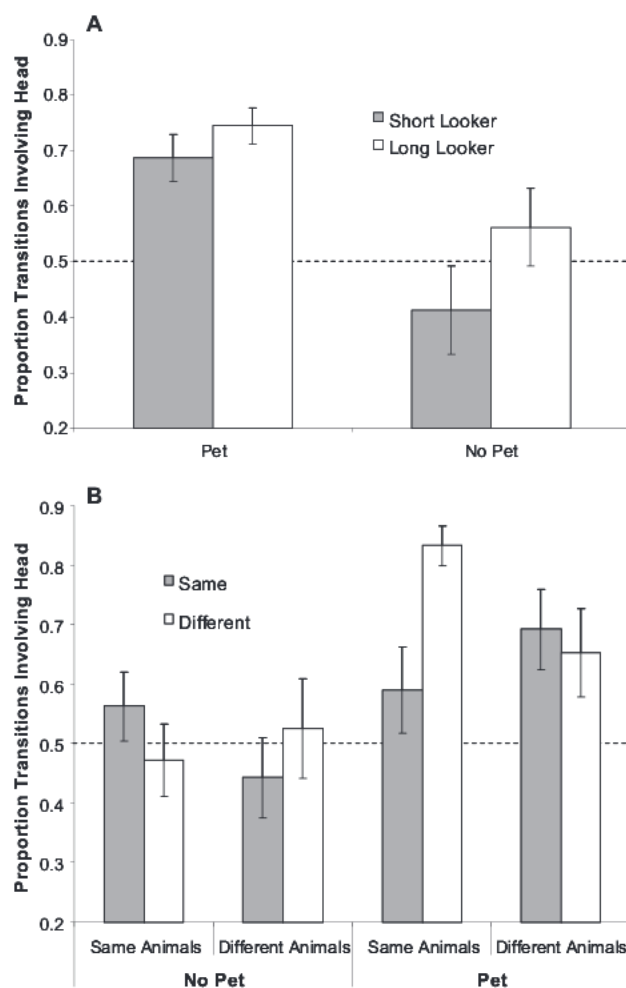 A
Proportion Transitions Involving Head
0.9
0.8
0.7
0.6
0.5
0.4
0.3
0.2
Short Looker
Long Looker
Pet No Pet
B
Proportion Transitions Involving Head
0.9
0.8
0.7
0.6
0.5
0.4
0.3
0.2
Same
Different
Same Animals Different Animals Same Animals Different Animals
No Pet Pet